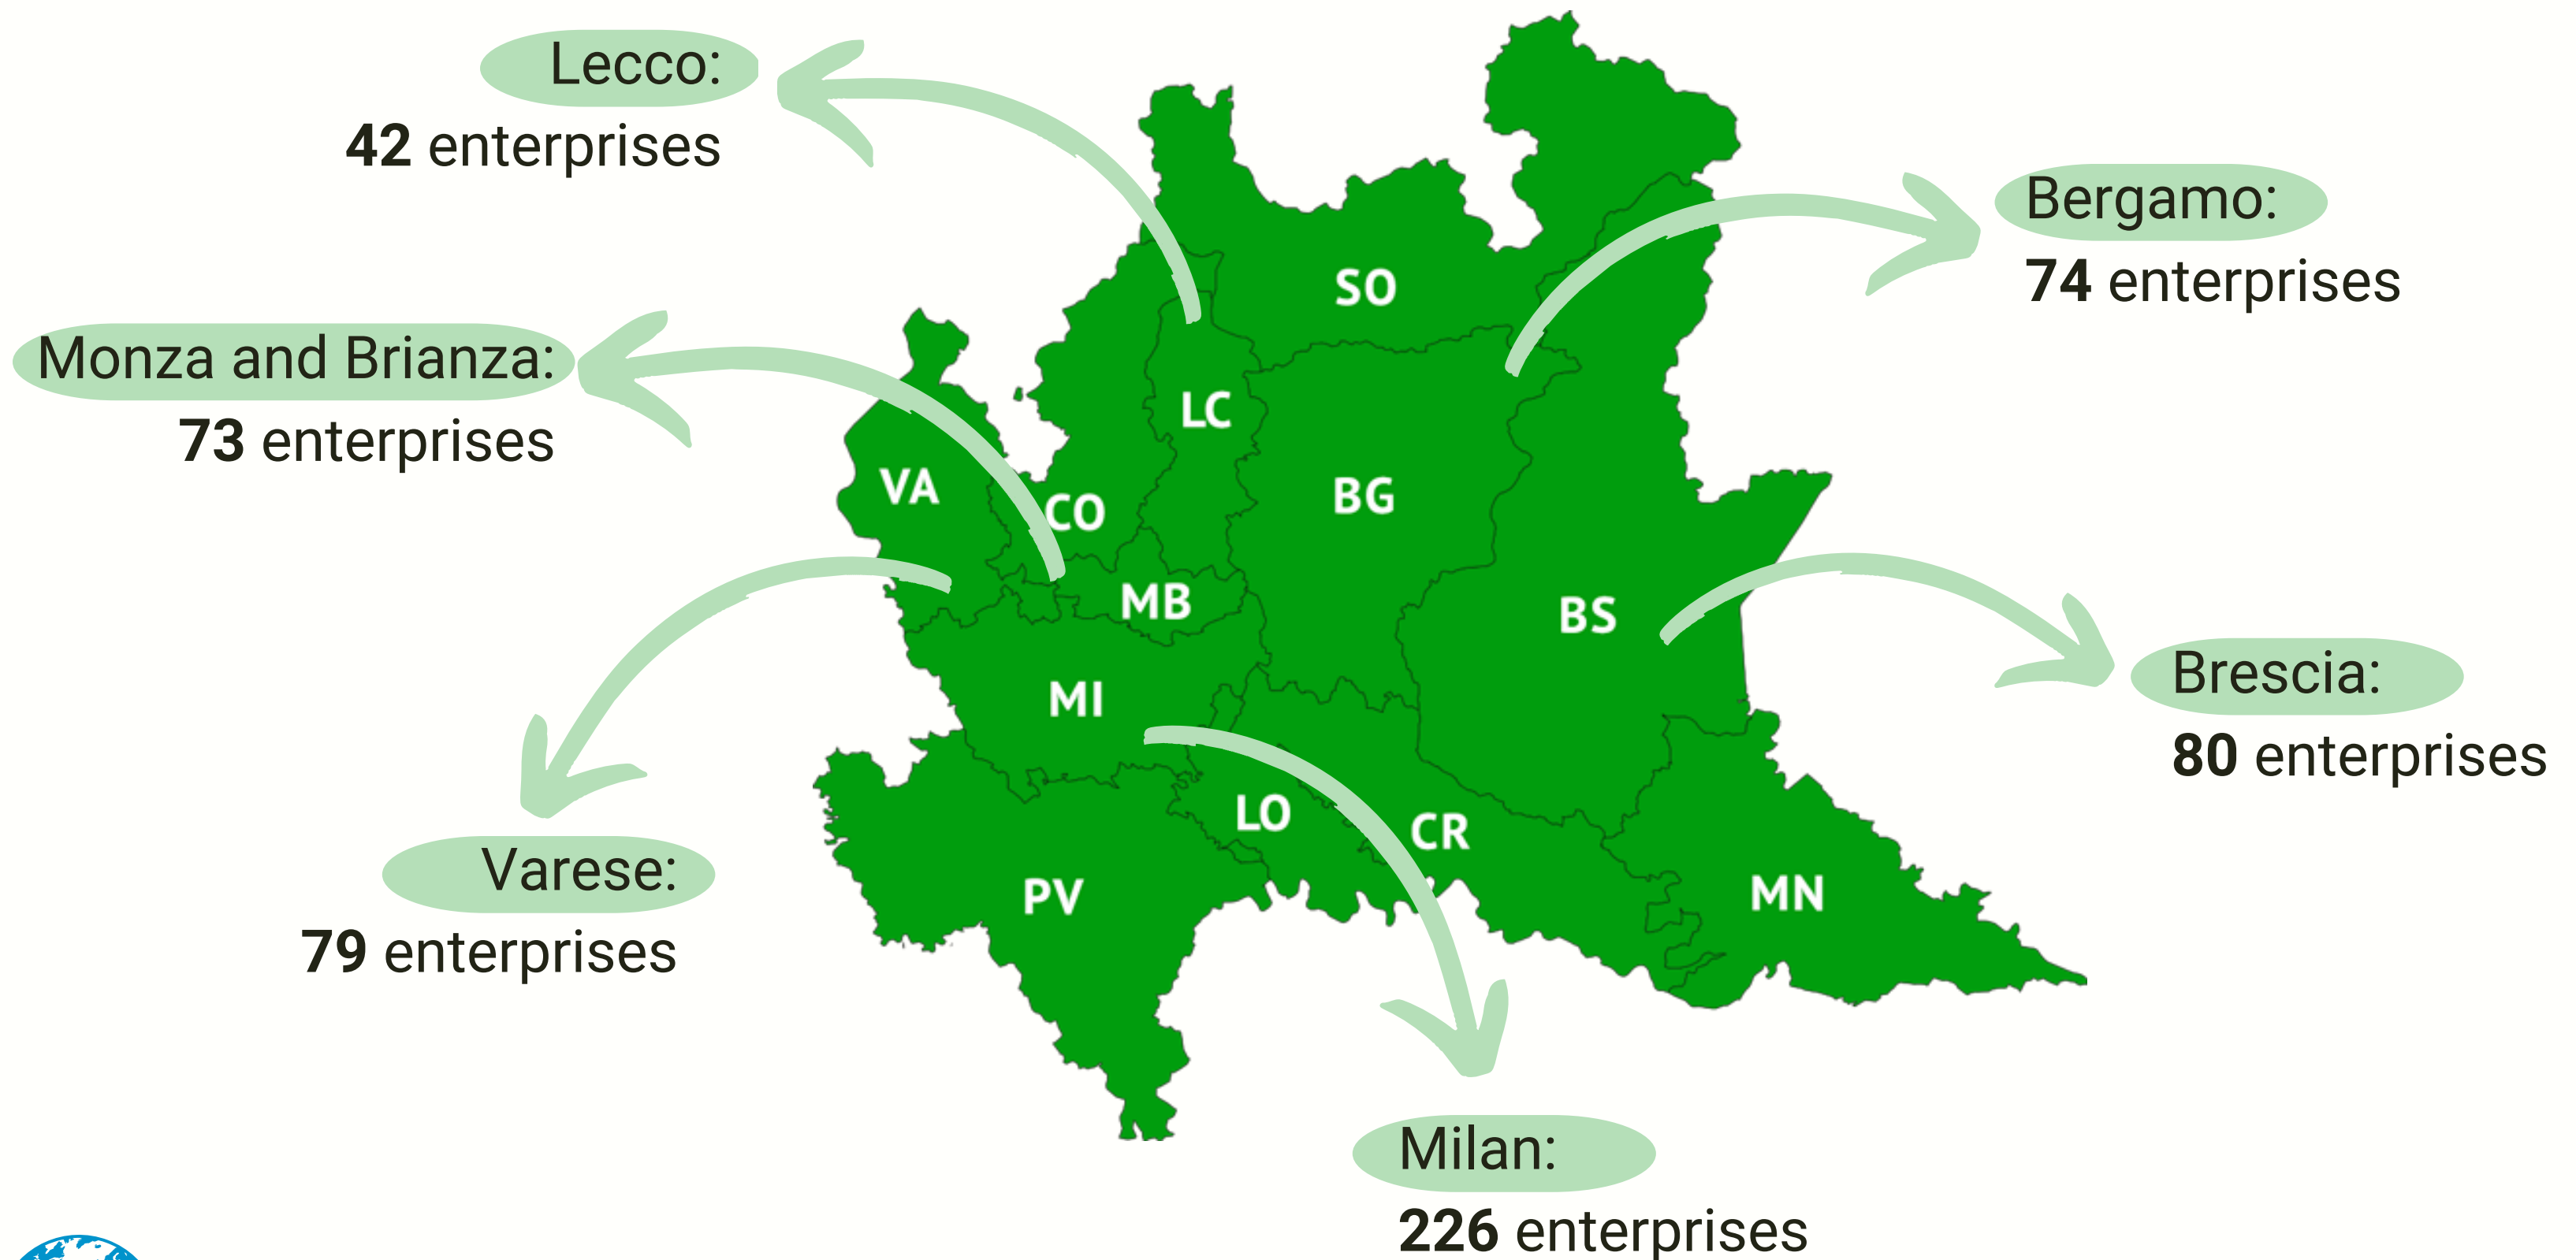 Lecco:
42 enterprises
Bergamo:
74 enterprises
Monza and Brianza:
73 enterprises
SO
LC
VA
CO
BG
MB
BS
MI
Brescia:
80 enterprises
LO
CR
PV
MN
Varese:
79 enterprises
Milan:
226 enterprises